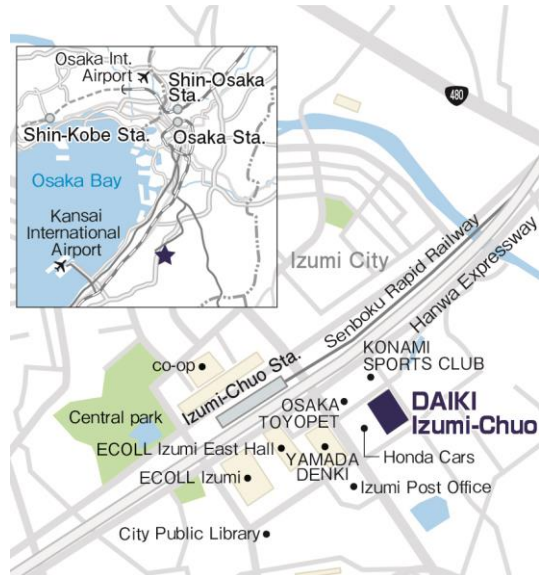 Osaka Int.
Airport
Shin-Osaka
Sta.
Shin-Kobe Sta.
Osaka Sta.
Osaka Bay
Kansai
International
Airport
480
Izumi City
Senboku Rapid Railway
Hanwa Expressway
KONAMI
SPORTS CLUB
co-op
Izumi-Chuo Sta.
OSAKA
TOYOPET
DAIKI
Izumi-Chuo
Central park
ECOLL Izumi East Hall
YAMADA
DENKI
Honda Cars
ECOLL Izumi
Izumi Post Office
City Public Library